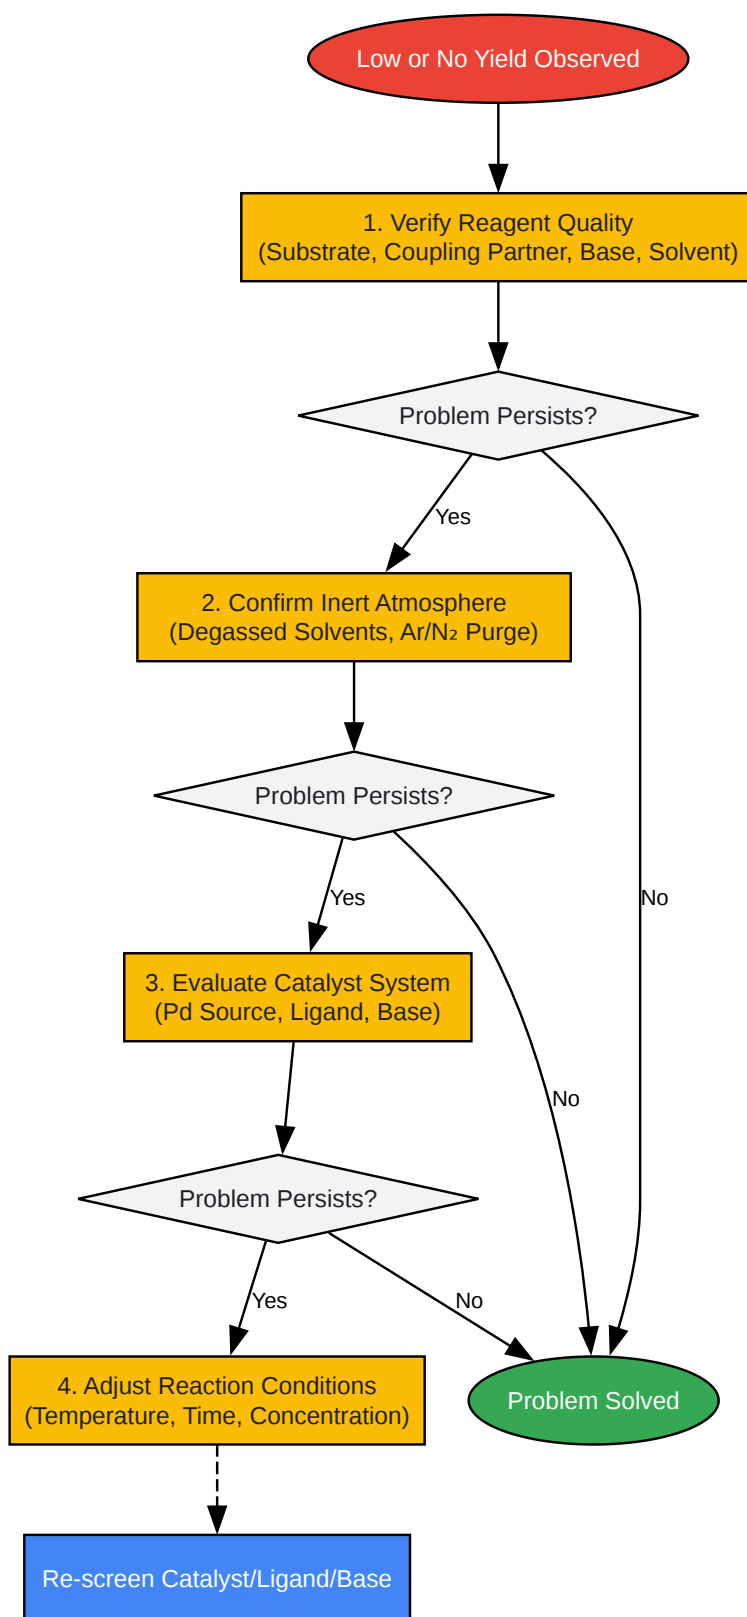 Low or No Yield Observed
1. Verify Reagent Quality
(Substrate, Coupling Partner, Base, Solvent)
Problem Persists?
Yes
2. Confirm Inert Atmosphere
(Degassed Solvents, Ar/N₂ Purge)
Problem Persists?
Yes
No
3. Evaluate Catalyst System
(Pd Source, Ligand, Base)
No
Problem Persists?
Yes
No
4. Adjust Reaction Conditions
(Temperature, Time, Concentration)
Problem Solved
Re-screen Catalyst/Ligand/Base